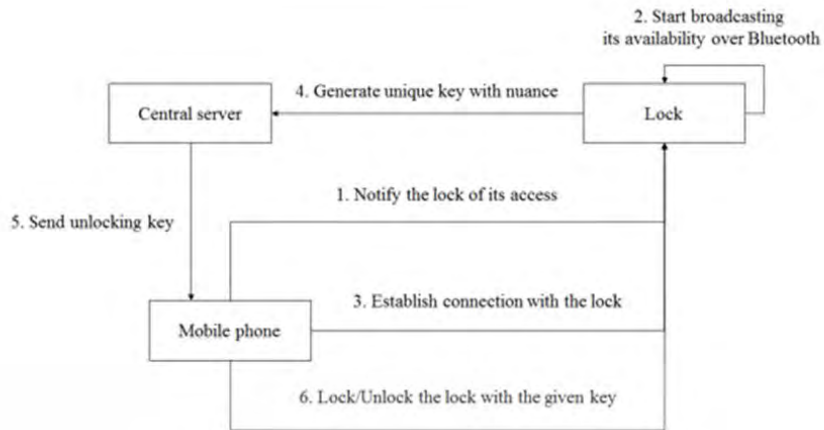 2. Start broadcasting
its availability over Bluetooth
4. Generate unique key with nuance
Central server
Lock
1. Notify the lock of its access
5. Send unlocking key
3. Establish connection with the lock
Mobile phone
6. Lock/Unlock the lock with the given key